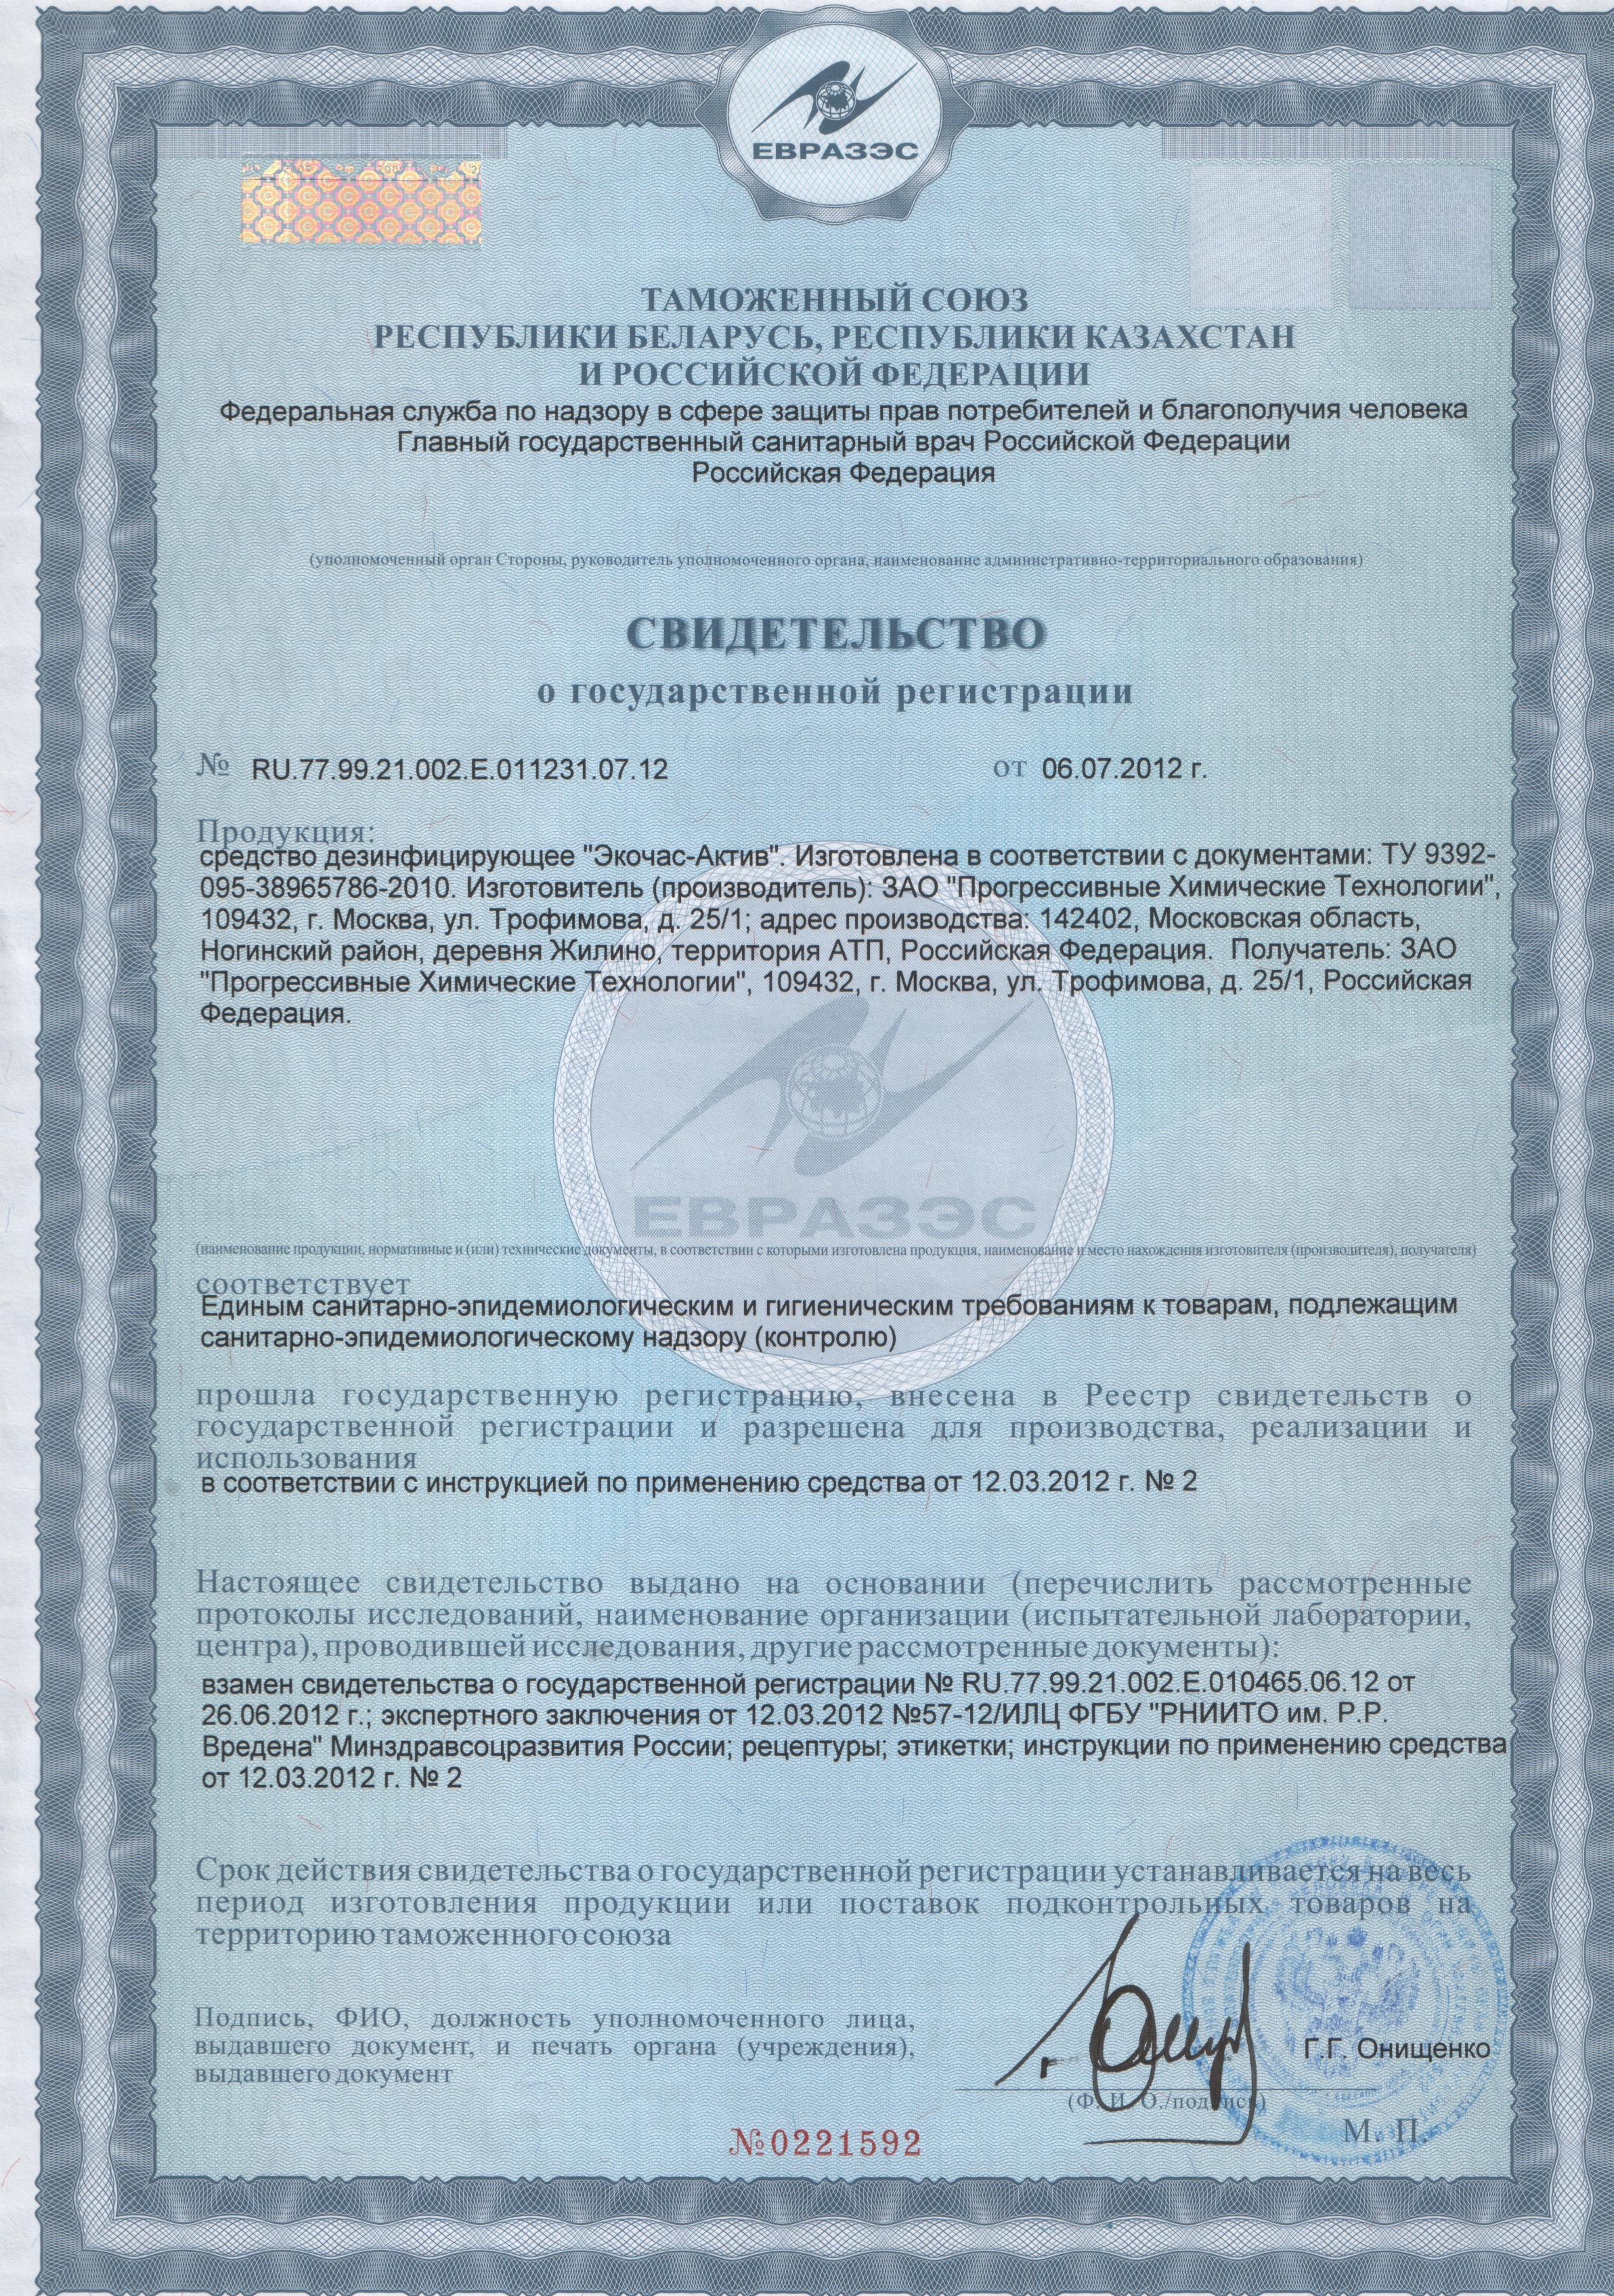 ЕВРАЗЭС
ТАМОЖЕННЫЙ СОЮЗ
РЕСПУБЛИКИ БЕЛАРУСЬ, РЕСПУБЛИКИ КАЗАХСТАН
И РОССИЙСКОЙ ФЕДЕРАЦИИ
Федеральная служба по надзору в сфере защиты прав потребителей и благополучия человека
Главный государственный санитарный врач Российской Федерации
Российская Федерация
(уполномоченный орган Стороны, руководитель уполномоченного органа, наименование административно-территориального образования)
СВИДЕТЕЛЬСТВО
о государственной регистрации
№ RU.77.99.21.002.Е.011231.07.12 от 06.07.2012 г.
Продукция:
средство дезинфицирующее "Экочас-Актив". Изготовлена в соответствии с документами: ТУ 9392-
095-38965786-2010. Изготовитель (производитель): ЗАО "Прогрессивные Химические Технологии",
109432, г. Москва, ул. Трофимова, д. 25/1; адрес производства: 142402, Московская область,
Ногинский район, деревня Жилино, территория АТП, Российская Федерация. Получатель: ЗАО
"Прогрессивные Химические Технологии", 109432, г. Москва, ул. Трофимова, д. 25/1, Российская
Федерация.
ЕВРАЗЭС
(наименование продукции, нормативные и (или) технические документы, в соответствии с которыми изготовлена продукция, наименование и место нахождения изготовителя (производителя), получателя)
соответствует
Единым санитарно-эпидемиологическим и гигиеническим требованиям к товарам, подлежащим
санитарно-эпидемиологическому надзору (контролю)
прошла государственную регистрацию, внесена в Реестр свидетельств о
государственной регистрации и разрешена для производства, реализации и
использования
в соответствии с инструкцией по применению средства от 12.03.2012 г. № 2
Настоящее свидетельство выдано на основании (перечислить рассмотренные
протоколы исследований, наименование организации (испытательной лаборатории,
центра), проводившей исследования, другие рассмотренные документы):
взамен свидетельства о государственной регистрации № RU.77.99.21.002.Е.010465.06.12 от
26.06.2012 г.; экспертного заключения от 12.03.2012 №57-12/ИЛЦ ФГБУ "РНИИТО им. Р.Р.
Вредена" Минздравсоцразвития России; рецептуры; этикетки; инструкции по применению средства
от 12.03.2012 г. № 2
Срок действия свидетельства о государственной регистрации устанавливается на весь
период изготовления продукции или поставок подконтрольных товаров на
территорию таможенного союза
Подпись, ФИО, должность уполномоченного лица,
выдавшего документ, и печать органа (учреждения),
выдавшего документ
Г.Г. Онищенко
(Ф. И. О./подпись)
М. П.
№0221592